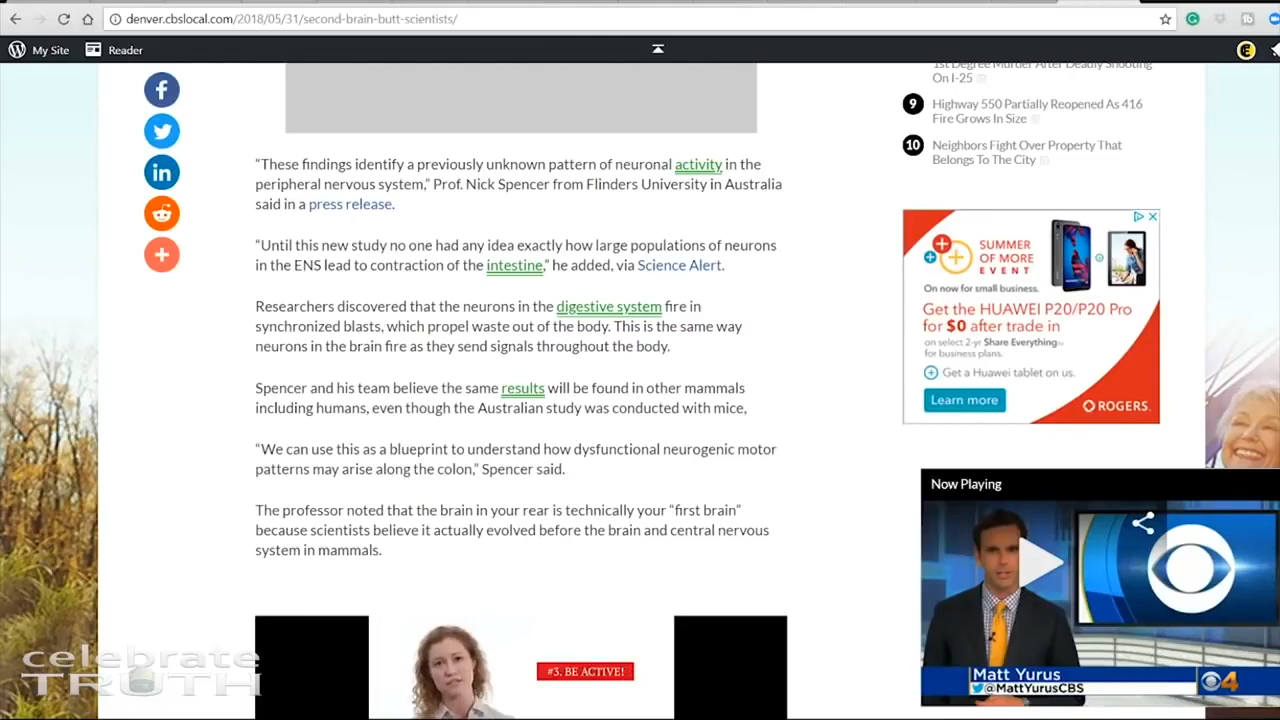 denver.cbslocal.com/2018/05/31/second-brain-butt-scientists/
My Site
Reader
1st Degree Murder After Deadly Shooting
On I-25
9
Highway 550 Partially Reopened As 416
Fire Grows In Size
10
Neighbors Fight Over Property That
Belongs To The City
“These findings identify a previously unknown pattern of neuronal activity in the
peripheral nervous system,” Prof. Nick Spencer from Flinders University in Australia
said in a press release.
“Until this new study no one had any idea exactly how large populations of neurons
in the ENS lead to contraction of the intestine,” he added, via Science Alert.
Researchers discovered that the neurons in the digestive system fire in
synchronized blasts, which propel waste out of the body. This is the same way
neurons in the brain fire as they send signals throughout the body.
Spencer and his team believe the same results will be found in other mammals
including humans, even though the Australian study was conducted with mice,
“We can use this as a blueprint to understand how dysfunctional neurogenic motor
patterns may arise along the colon,” Spencer said.
The professor noted that the brain in your rear is technically your “first brain”
because scientists believe it actually evolved before the brain and central nervous
system in mammals.
SUMMER
OF MORE
EVENT
On now for small business.
Get the HUAWEI P20/P20 Pro
for $0 after trade in
on select 2-yr Share Everything
for business plans.
Get a Huawei tablet on us.
Learn more
ROGERS.
Now Playing
Matt Yurus
@MattYurusCBS
4
#3. BE ACTIVE!
celebrate
TRUTH